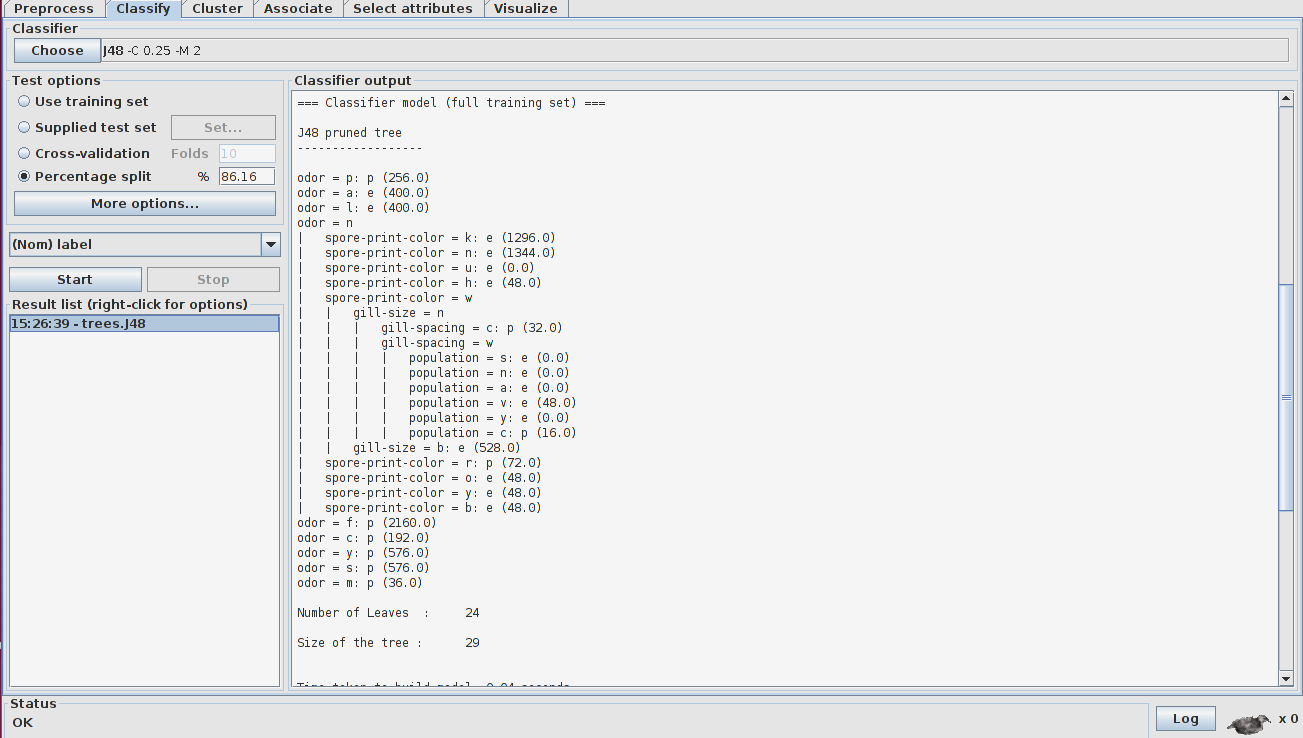 Preprocess Classify Cluster Associate Select attributes Visualize
Classifier
Choose J48 -C 0.25 -M 2
Test options
Use training set
Supplied test set Set...
Cross-validation Folds 10
Percentage split % 86.16
More options...
(Nom) label
Start Stop
Result list (right-click for options)
15:26:39 - trees.J48
Classifier output
=== Classifier model (full training set) ===
J48 pruned tree
------------------
odor = p: p (256.0)
odor = a: e (400.0)
odor = l: e (400.0)
odor = n
|   spore-print-color = k: e (1296.0)
|   spore-print-color = n: e (1344.0)
|   spore-print-color = u: e (0.0)
|   spore-print-color = h: e (48.0)
|   spore-print-color = w
|   |   gill-size = n
|   |   |   gill-spacing = c: p (32.0)
|   |   |   gill-spacing = w
|   |   |   |   population = s: e (0.0)
|   |   |   |   population = n: e (0.0)
|   |   |   |   population = a: e (0.0)
|   |   |   |   population = v: e (48.0)
|   |   |   |   population = y: e (0.0)
|   |   |   |   population = c: p (16.0)
|   |   gill-size = b: e (528.0)
|   spore-print-color = r: p (72.0)
|   spore-print-color = o: e (48.0)
|   spore-print-color = y: e (48.0)
|   spore-print-color = b: e (48.0)
odor = f: p (2160.0)
odor = c: p (192.0)
odor = y: p (576.0)
odor = s: p (576.0)
odor = m: p (36.0)
Number of Leaves  :     24
Size of the tree :      29
Time taken to build model: 0.04 seconds
Status
OK
Log x 0